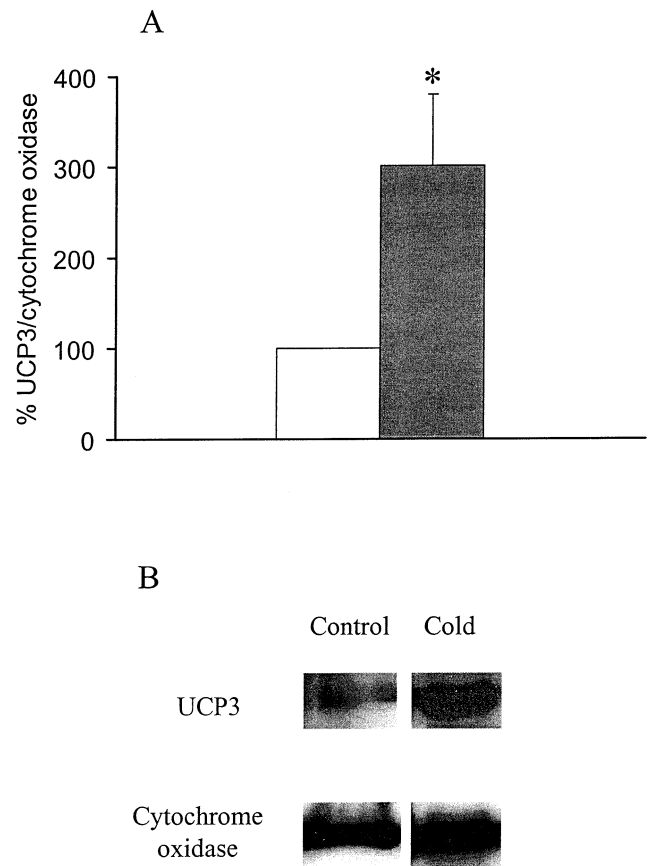 A
% UCP3/cytochrome oxidase
400
300
200
100
0
*
B
Control Cold
UCP3
Cytochrome
oxidase